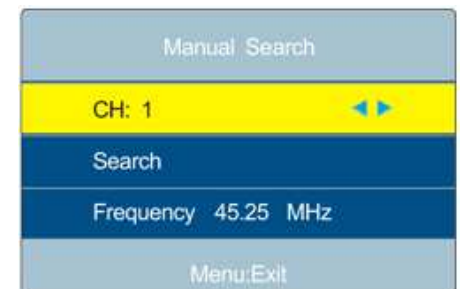 Manual Search
CH: 1
Search
Frequency 45.25 MHz
Menu:Exit